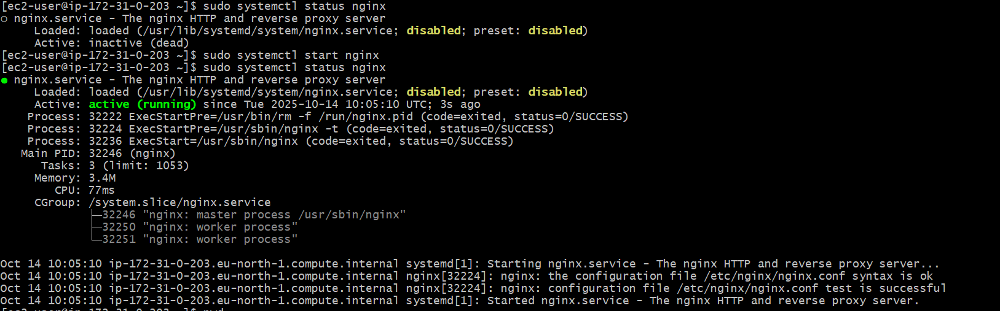 [ec2-user@ip-172-31-0-203 ~]$ sudo systemctl status nginx
○ nginx.service - The nginx HTTP and reverse proxy server
     Loaded: loaded (/usr/lib/systemd/system/nginx.service; disabled; preset: disabled)
     Active: inactive (dead)
[ec2-user@ip-172-31-0-203 ~]$ sudo systemctl start nginx
[ec2-user@ip-172-31-0-203 ~]$ sudo systemctl status nginx
● nginx.service - The nginx HTTP and reverse proxy server
     Loaded: loaded (/usr/lib/systemd/system/nginx.service; disabled; preset: disabled)
     Active: active (running) since Tue 2025-10-14 10:05:10 UTC; 3s ago
    Process: 32222 ExecStartPre=/usr/bin/rm -f /run/nginx.pid (code=exited, status=0/SUCCESS)
    Process: 32224 ExecStartPre=/usr/sbin/nginx -t (code=exited, status=0/SUCCESS)
    Process: 32236 ExecStart=/usr/sbin/nginx (code=exited, status=0/SUCCESS)
   Main PID: 32246 (nginx)
      Tasks: 3 (limit: 1053)
     Memory: 3.4M
        CPU: 77ms
     CGroup: /system.slice/nginx.service
             ├─32246 "nginx: master process /usr/sbin/nginx"
             ├─32250 "nginx: worker process"
             └─32251 "nginx: worker process"
Oct 14 10:05:10 ip-172-31-0-203.eu-north-1.compute.internal systemd[1]: Starting nginx.service - The nginx HTTP and reverse proxy server...
Oct 14 10:05:10 ip-172-31-0-203.eu-north-1.compute.internal nginx[32224]: nginx: the configuration file /etc/nginx/nginx.conf syntax is ok
Oct 14 10:05:10 ip-172-31-0-203.eu-north-1.compute.internal nginx[32224]: nginx: configuration file /etc/nginx/nginx.conf test is successful
Oct 14 10:05:10 ip-172-31-0-203.eu-north-1.compute.internal systemd[1]: Started nginx.service - The nginx HTTP and reverse proxy server.